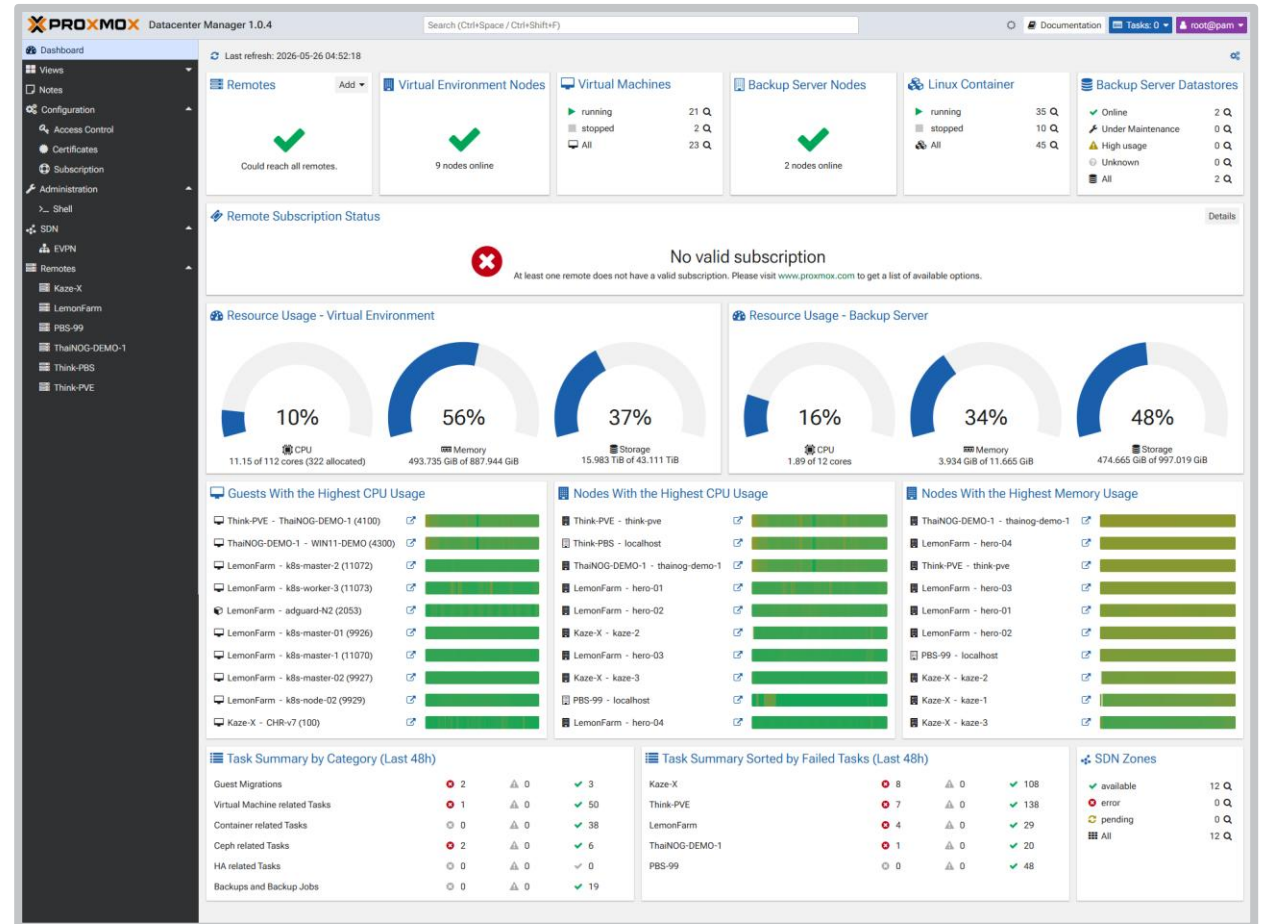 PROXMOX Datacenter Manager 1.0.4
Search (Ctrl+Space / Ctrl+Shift+F)
Documentation
Tasks: 0
root@pam
Dashboard
Views
Notes
Configuration
Access Control
Certificates
Subscription
Administration
Shell
SDN
EVPN
Remotes
Kaze-X
LemonFarm
PBS-99
ThaiNOG-DEMO-1
Think-PBS
Think-PVE
Last refresh: 2026-05-26 04:52:18
Remotes
Add
Could reach all remotes.
Virtual Environment Nodes
9 nodes online
Virtual Machines
running 21
stopped 2
All 23
Backup Server Nodes
2 nodes online
Linux Container
running 35
stopped 10
All 45
Backup Server Datastores
Online 2
Under Maintenance 0
High usage 0
Unknown 0
All 2
Remote Subscription Status
Details
No valid subscription
At least one remote does not have a valid subscription. Please visit www.proxmox.com to get a list of available options.
Resource Usage - Virtual Environment
10%
CPU
11.15 of 112 cores (322 allocated)
56%
Memory
493.735 GiB of 887.944 GiB
37%
Storage
15.983 TiB of 43.111 TiB
Resource Usage - Backup Server
16%
CPU
1.89 of 12 cores
34%
Memory
3.934 GiB of 11.665 GiB
48%
Storage
474.665 GiB of 997.019 GiB
Guests With the Highest CPU Usage
Think-PVE - ThaiNOG-DEMO-1 (4100)
ThaiNOG-DEMO-1 - WIN11-DEMO (4300)
LemonFarm - k8s-master-2 (11072)
LemonFarm - k8s-worker-3 (11073)
LemonFarm - adguard-N2 (2053)
LemonFarm - k8s-master-01 (9926)
LemonFarm - k8s-master-1 (11070)
LemonFarm - k8s-master-02 (9927)
LemonFarm - k8s-node-02 (9929)
Kaze-X - CHR-v7 (100)
Nodes With the Highest CPU Usage
Think-PVE - think-pve
Think-PBS - localhost
ThaiNOG-DEMO-1 - thainog-demo-1
LemonFarm - hero-01
LemonFarm - hero-02
Kaze-X - kaze-2
LemonFarm - hero-03
Kaze-X - kaze-3
PBS-99 - localhost
LemonFarm - hero-04
Nodes With the Highest Memory Usage
ThaiNOG-DEMO-1 - thainog-demo-1
LemonFarm - hero-04
Think-PVE - think-pve
LemonFarm - hero-03
LemonFarm - hero-01
LemonFarm - hero-02
PBS-99 - localhost
Kaze-X - kaze-2
Kaze-X - kaze-1
Kaze-X - kaze-3
Task Summary by Category (Last 48h)
Guest Migrations 2 0 3
Virtual Machine related Tasks 1 0 50
Container related Tasks 0 0 38
Ceph related Tasks 2 0 6
HA related Tasks 0 0 0
Backups and Backup Jobs 0 0 19
Task Summary Sorted by Failed Tasks (Last 48h)
Kaze-X 8 0 108
Think-PVE 7 0 138
LemonFarm 4 0 29
ThaiNOG-DEMO-1 1 0 20
PBS-99 0 0 48
SDN Zones
available 12
error 0
pending 0
All 12